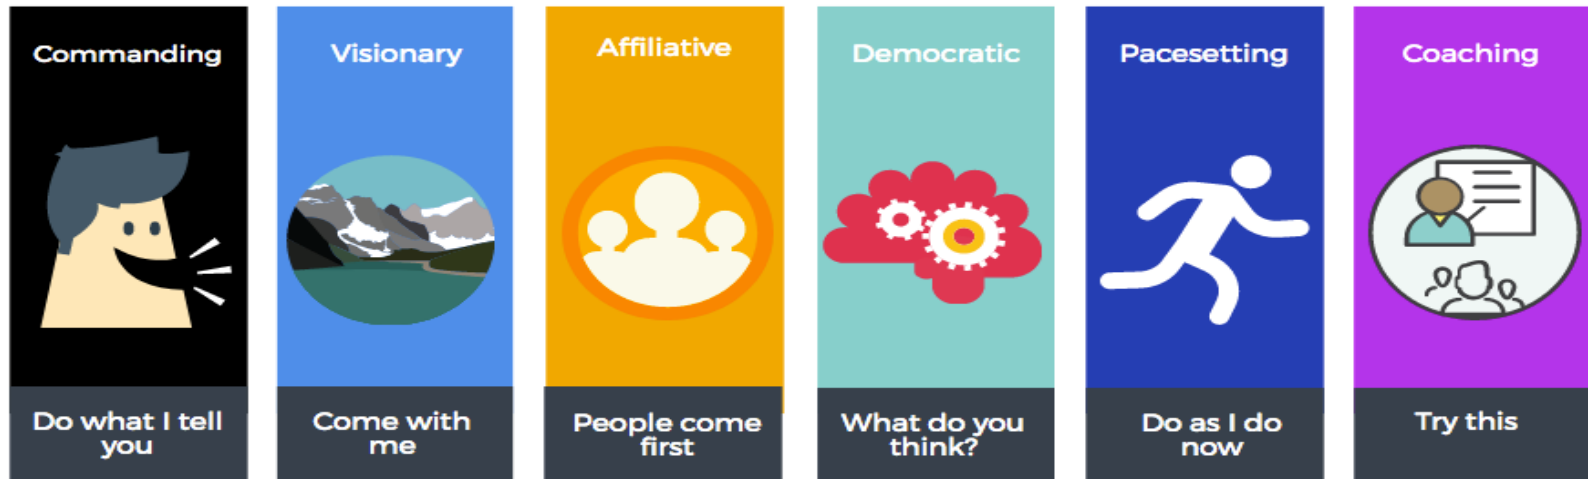 Commanding
Visionary
Affiliative
Democratic
Pacesetting
Coaching
Do what I tell
you
Come with
me
People come
first
What do you
think?
Do as I do
now
Try this